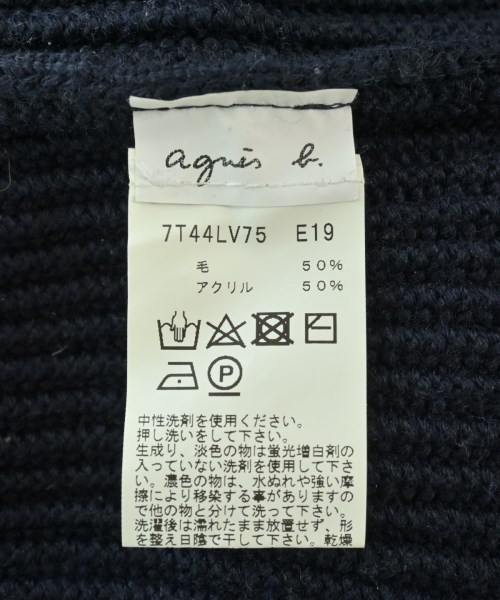 agnès b.
7T44LV75 E19
毛 50%
アクリル 50%
P
中性洗剤を使用ください。
押し洗いをして下さい。
生成り、淡色の物は蛍光増白剤の
入っていない洗剤を使用して下さ
い。濃色の物は、水ぬれや強い摩
擦により移染する事がありますの
で他の物と分けて洗って下さい。
洗濯後は濡れたまま放置せず、形
を整え日陰で干して下さい。乾燥